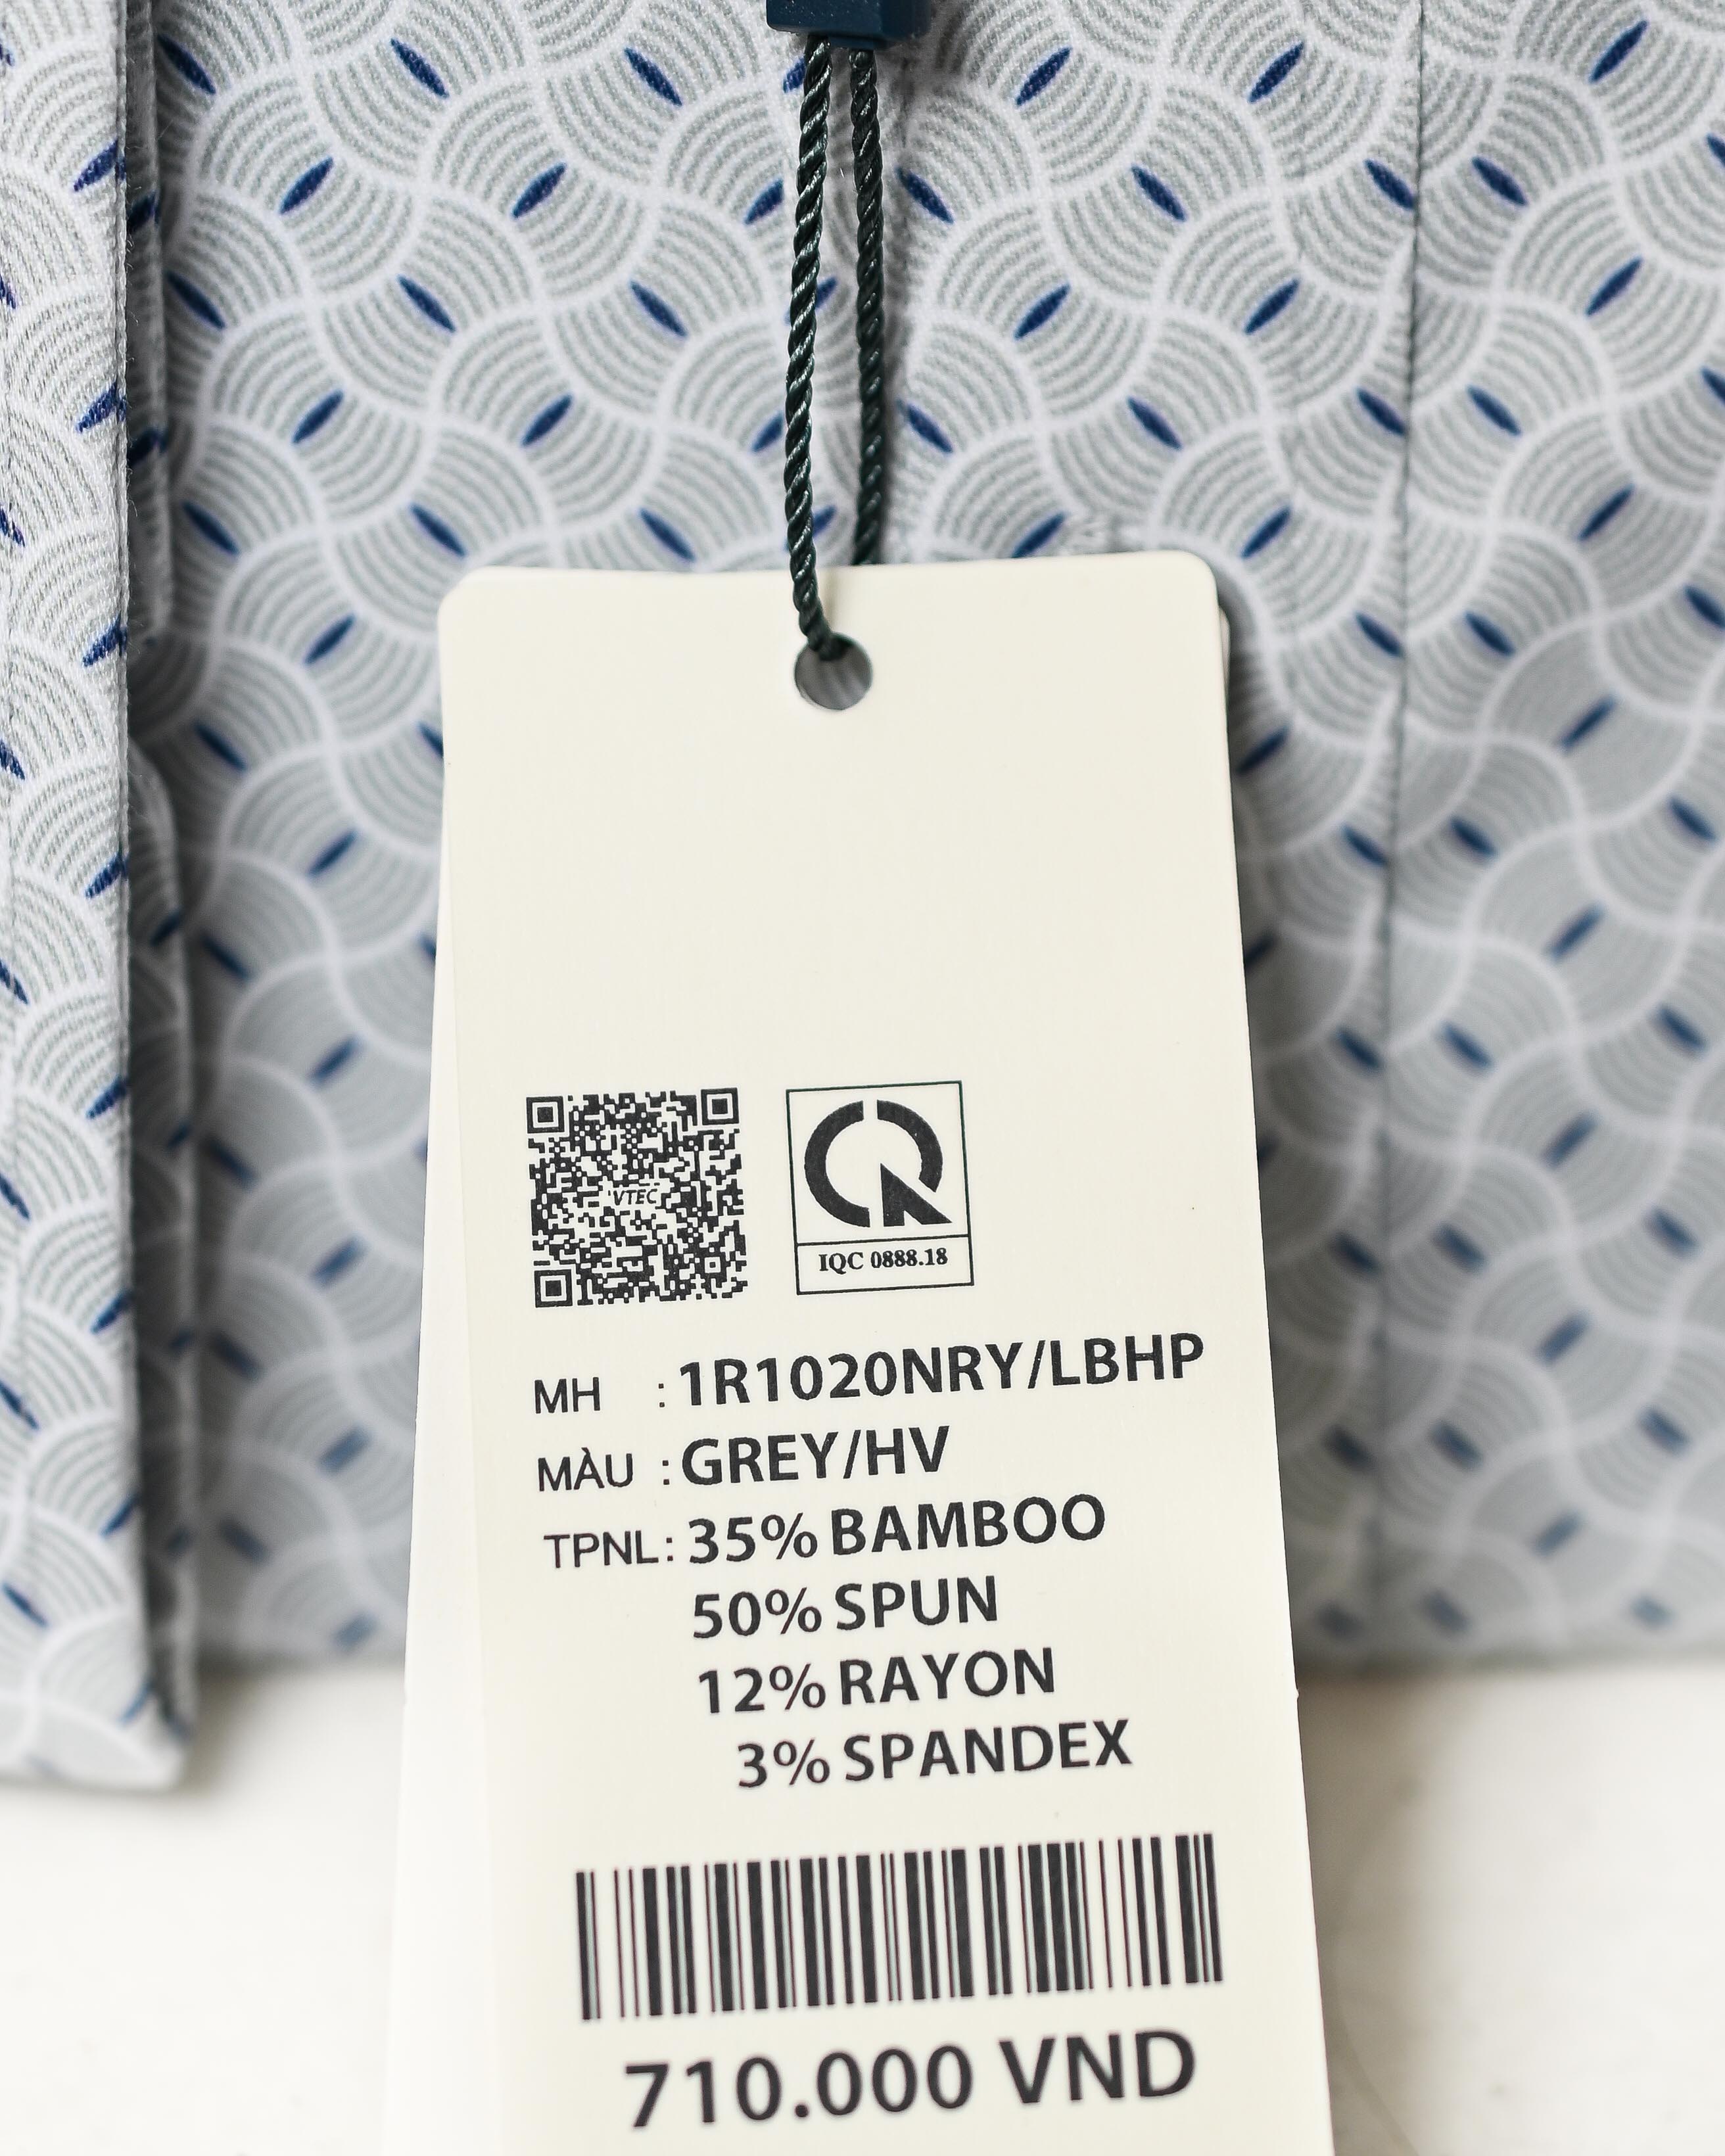 VTEC
IQC 0888.18
MH : 1R1020NRY/LBHP
MÀU : GREY/HV
TPNL: 35% BAMBOO
50% SPUN
12% RAYON
3% SPANDEX
710.000 VND